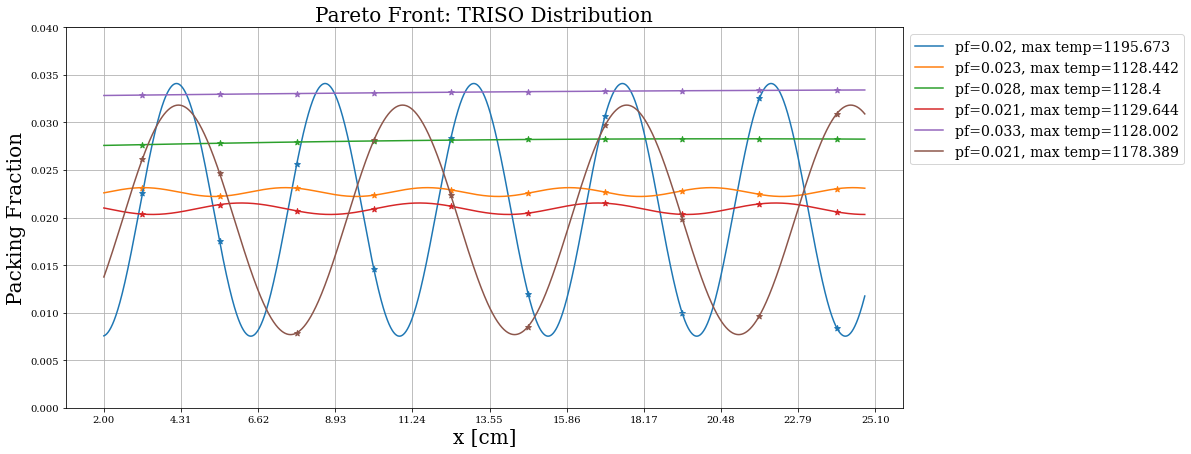 Pareto Front: TRISO Distribution
0.040
0.035
0.030
0.025
0.020
0.015
0.010
0.005
0.000
Packing Fraction
2.00 4.31 6.62 8.93 11.24 13.55 15.86 18.17 20.48 22.79 25.10
x [cm]
pf=0.02, max temp=1195.673
pf=0.023, max temp=1128.442
pf=0.028, max temp=1128.4
pf=0.021, max temp=1129.644
pf=0.033, max temp=1128.002
pf=0.021, max temp=1178.389